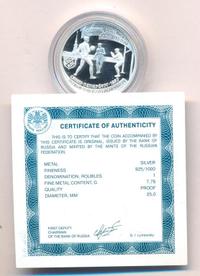 CERTIFICATE OF AUTHENTICITY
THIS IS TO CERTIFY THAT THE COIN ACCOMPANIED BY
THIS CERTIFICATE IS ORIGINAL, ISSUED BY THE BANK OF
RUSSIA AND MINTED BY THE MINTS OF THE RUSSIAN
FEDERATION.
METAL SILVER
FINENESS 925/1000
DENOMINATION, ROUBLES
FINE METAL CONTENT, G. 7,78
QUALITY PROOF
DIAMETER, MM 25,0
FIRST DEPUTY
CHAIRMAN
OF THE BANK OF RUSSIA